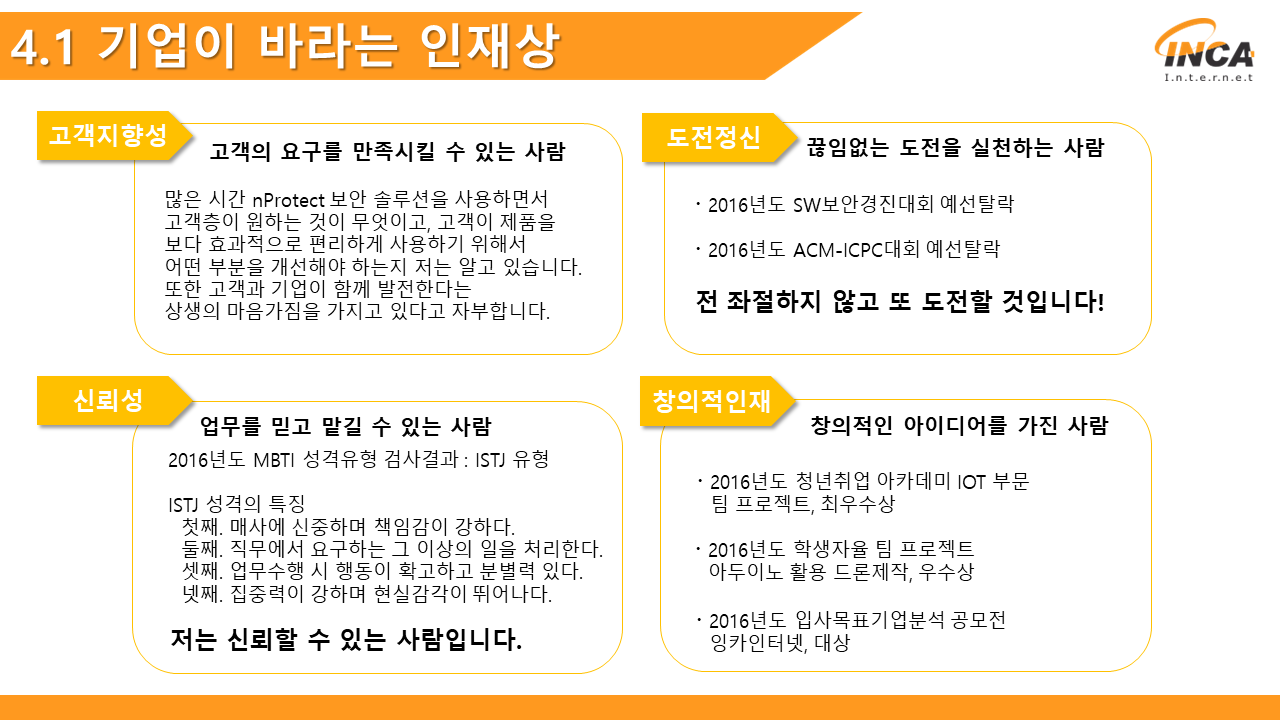 4.1 기업이 바라는 인재상
INCA
I.n.t.e.r.n.e.t
고객지향성
고객의 요구를 만족시킬 수 있는 사람
많은 시간 nProtect 보안 솔루션을 사용하면서
고객층이 원하는 것이 무엇이고, 고객이 제품을
보다 효과적으로 편리하게 사용하기 위해서
어떤 부분을 개선해야 하는지 저는 알고 있습니다.
또한 고객과 기업이 함께 발전한다는
상생의 마음가짐을 가지고 있다고 자부합니다.
도전정신
끊임없는 도전을 실천하는 사람
· 2016년도 SW보안경진대회 예선탈락
· 2016년도 ACM-ICPC대회 예선탈락
전 좌절하지 않고 또 도전할 것입니다!
신뢰성
업무를 믿고 맡길 수 있는 사람
2016년도 MBTI 성격유형 검사결과 : ISTJ 유형
ISTJ 성격의 특징
첫째. 매사에 신중하며 책임감이 강하다.
둘째. 직무에서 요구하는 그 이상의 일을 처리한다.
셋째. 업무수행 시 행동이 확고하고 분별력 있다.
넷째. 집중력이 강하며 현실감각이 뛰어나다.
저는 신뢰할 수 있는 사람입니다.
창의적인재
창의적인 아이디어를 가진 사람
· 2016년도 청년취업 아카데미 IOT 부문
팀 프로젝트, 최우수상
· 2016년도 학생자율 팀 프로젝트
아두이노 활용 드론제작, 우수상
· 2016년도 입사목표기업분석 공모전
잉카인터넷, 대상